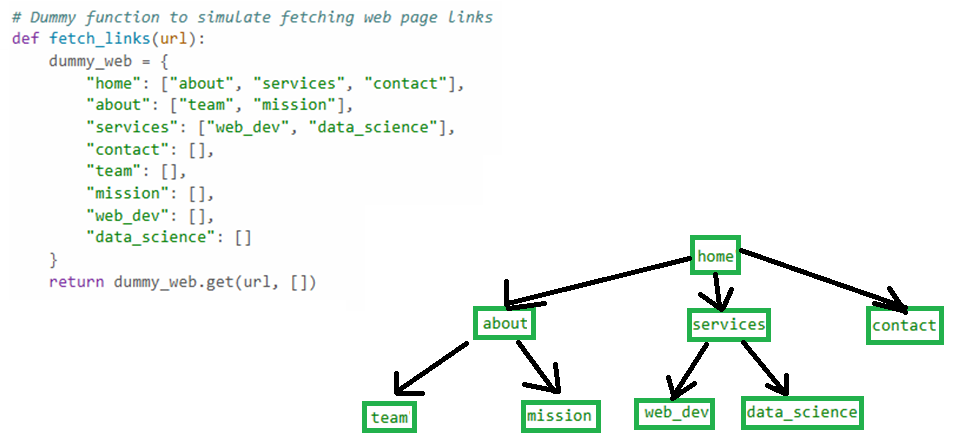 # Dummy function to simulate fetching web page links
def fetch_links(url):
    dummy_web = {
        "home": ["about", "services", "contact"],
        "about": ["team", "mission"],
        "services": ["web_dev", "data_science"],
        "contact": [],
        "team": [],
        "mission": [],
        "web_dev": [],
        "data_science": []
    }
    return dummy_web.get(url, [])
home
about
services
contact
team
mission
web_dev
data_science